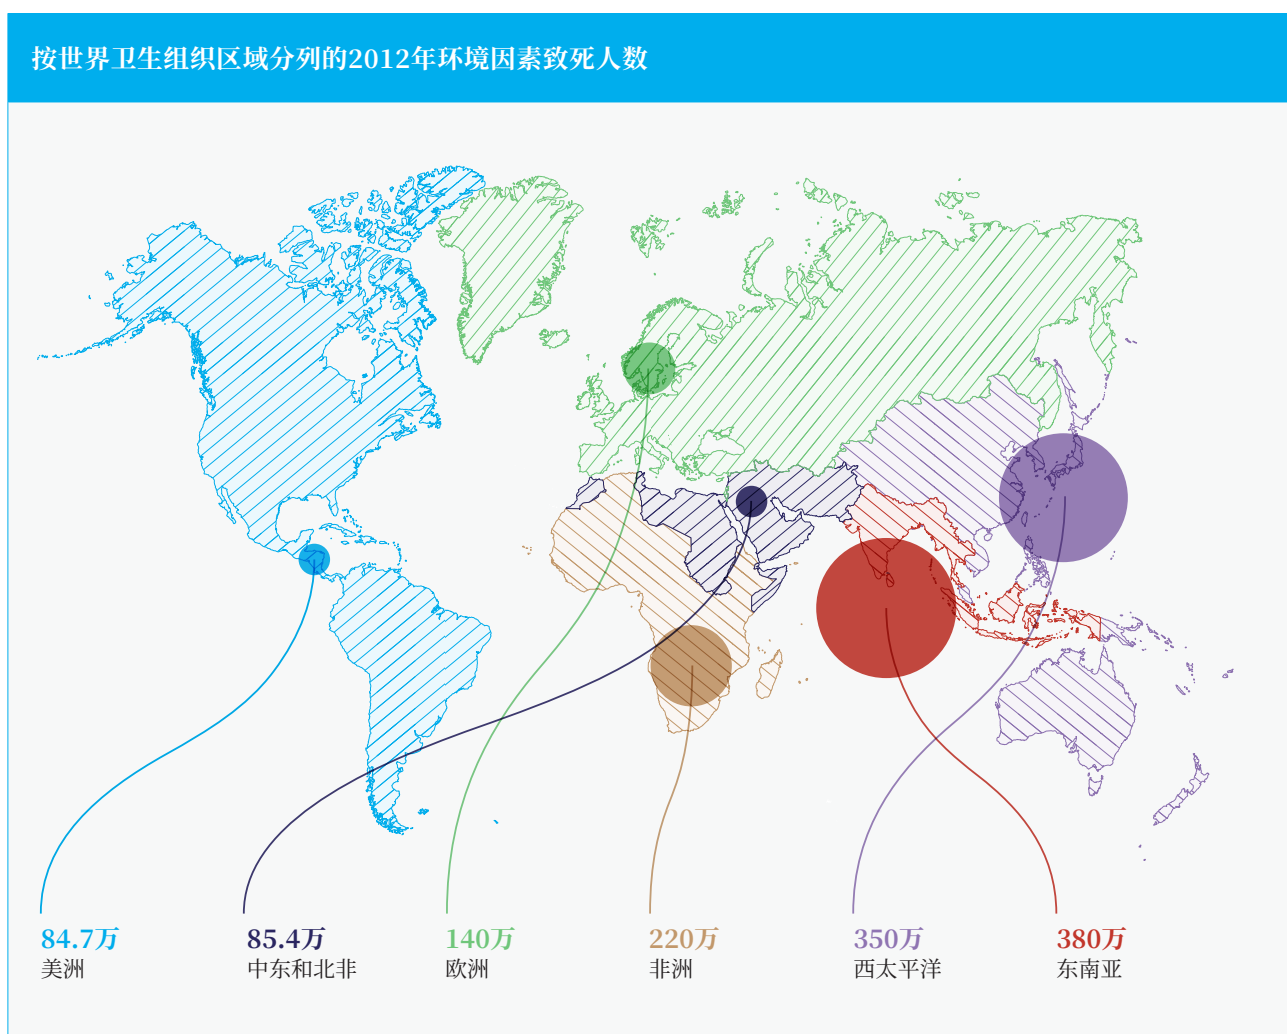 按世界卫生组织区域分列的2012年环境因素致死人数
84.7万
美洲
85.4万
中东和北非
140万
欧洲
220万
非洲
350万
西太平洋
380万
东南亚